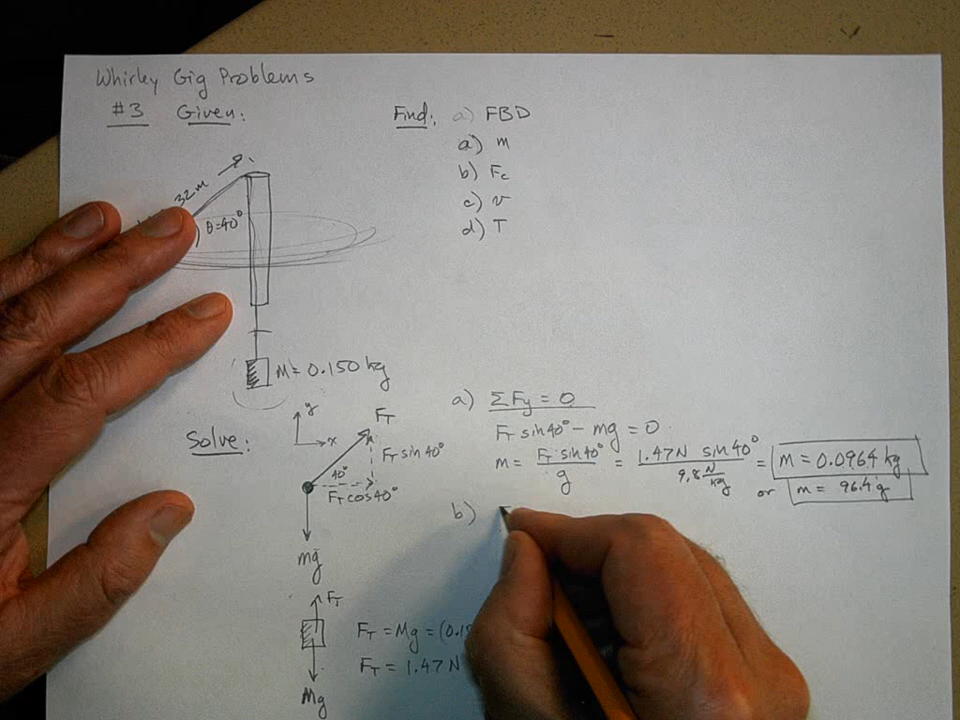 Whirley Gig Problems
#3 Given:
Find: a) FBD
a) m
b) Fc
c) v
d) T
32m
θ=40°
M = 0.150 kg
Solve:
y
x
FT
FT sin 40°
40°
FT cos 40°
mg
FT
Mg
FT = Mg = (0.15
FT = 1.47 N
a) ΣFy = 0
FT sin 40° - mg = 0
m = FT · sin 40° / g = 1.47 N sin 40° / 9.8 N/kg = m = 0.0964 kg
or m = 96.4 g
b)